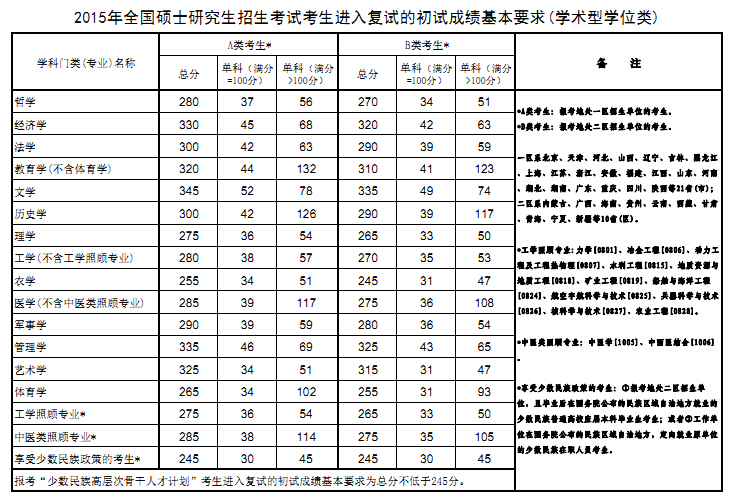 2015年全国硕士研究生招生考试考生进入复试的初试成绩基本要求(学术型学位类)
学科门类(专业)名称 A类考生* B类考生* 备 注
总分 单科(满分=100分) 单科(满分>100分) 总分 单科(满分=100分) 单科(满分>100分)
哲学 280 37 56 270 34 51
经济学 330 45 68 320 42 63
法学 300 42 63 290 39 59
教育学(不含体育学) 320 44 132 310 41 123
文学 345 52 78 335 49 74
历史学 300 42 126 290 39 117
理学 275 36 54 265 33 50
工学(不含工学照顾专业) 280 38 57 270 35 53
农学 255 34 51 245 31 47
医学(不含中医类照顾专业) 285 39 117 275 36 108
军事学 290 39 59 280 36 54
管理学 335 46 69 325 43 65
艺术学 325 34 51 315 31 47
体育学 265 34 102 255 31 93
工学照顾专业* 275 36 54 265 33 50
中医类照顾专业* 285 38 114 275 35 105
享受少数民族政策的考生* 245 30 45 245 30 45
报考“少数民族高层次骨干人才计划”考生进入复试的初试成绩基本要求为总分不低于245分。
*A类考生：报考地处一区招生单位的考生。
*B类考生：报考地处二区招生单位的考生。
一区系北京、天津、河北、山西、辽宁、吉林、黑龙江
、上海、江苏、浙江、安徽、福建、江西、山东、河南
、湖北、湖南、广东、重庆、四川、陕西等21省(市)；
二区系内蒙古、广西、海南、贵州、云南、西藏、甘肃
、青海、宁夏、新疆等10省(区)。
*工学照顾专业：力学[0801]、冶金工程[0806]、动力工
程及工程热物理[0807]、水利工程[0815]、地质资源与
地质工程[0818]、矿业工程[0819]、船舶与海洋工程
[0824]、航空宇航科学与技术[0825]、兵器科学与技术
[0826]、核科学与技术[0827]、农业工程[0828]。
*中医类照顾专业：中医学[1005]、中西医结合[1006]
。
*享受少数民族政策的考生：①报考地处二区招生单
位，且毕业后在国务院公布的民族区域自治地方就业的
少数民族普通高校应届本科毕业生考生；或者②工作单
位在国务院公布的民族区域自治地方，定向就业原单位
的少数民族在职人员考生。